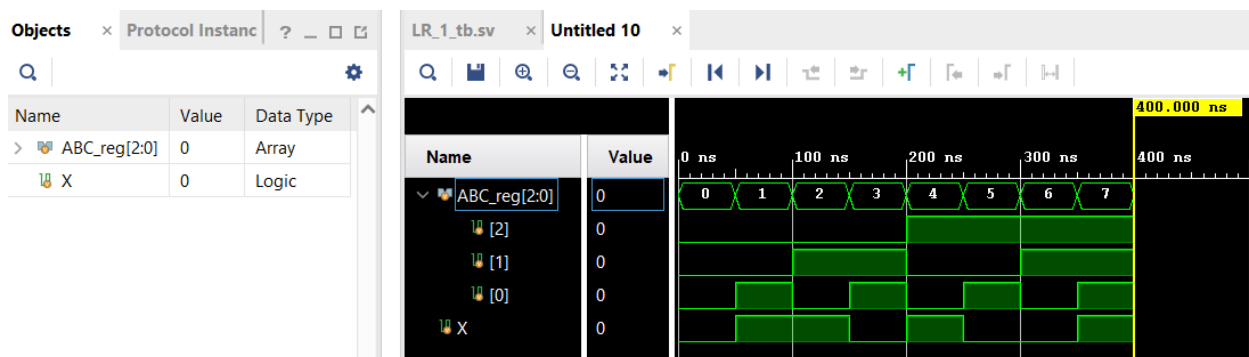 Objects × Protocol Instanc ? LR_1_tb.sv × Untitled 10 ×
Name Value Data Type
ABC_reg[2:0] 0 Array
X 0 Logic
400.000 ns
Name Value 0 ns 100 ns 200 ns 300 ns 400 ns
ABC_reg[2:0] 0 0 1 2 3 4 5 6 7
[2] 0
[1] 0
[0] 0
X 0